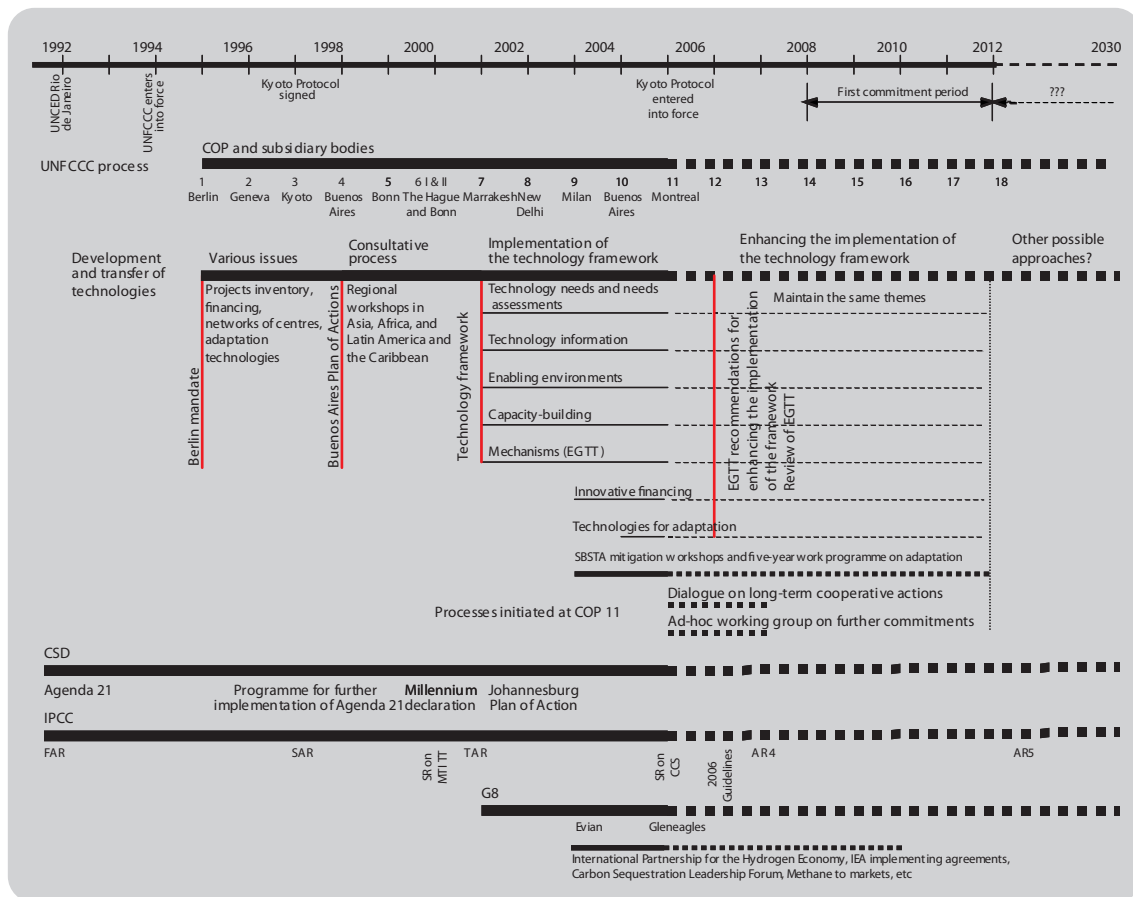 1992 1994 1996 1998 2000 2002 2004 2006 2008 2010 2012 2030
UNCED Rio
de Janeiro
UNFCCC enters
into force
Kyoto Protocol
signed
Kyoto Protocol
entered
into force
First commitment period
???
UNFCCC process
COP and subsidiary bodies
1 2 3 4 5 6 I & II 7 8 9 10 11 12 13 14 15 16 17 18
Berlin Geneva Kyoto Buenos Aires Bonn The Hague and Bonn Marrakesh New Delhi Milan Buenos Aires Montreal
Development
and transfer of
technologies
Various issues
Consultative
process
Implementation of
the technology framework
Enhancing the implementation of
the technology framework
Other possible
approaches?
Berlin mandate
Projects inventory,
financing,
networks of centres,
adaptation
technologies
Buenos Aires Plan of Actions
Regional
workshops in
Asia, Africa, and
Latin America and
the Caribbean
Technology framework
Technology needs and needs
assessments
Technology information
Enabling environments
Capacity-building
Mechanisms (EGTT)
Innovative financing
Technologies for adaptation
EGTT recommendations for
enhancing the implementation
of the framework
Review of EGTT
Maintain the same themes
SBSTA mitigation workshops and five-year work programme on adaptation
Processes initiated at COP 11
Dialogue on long-term cooperative actions
Ad-hoc working group on further commitments
CSD
Agenda 21
Programme for further
implementation of Agenda 21
Millennium
declaration
Johannesburg
Plan of Action
IPCC
FAR SAR
SR on
MTI TT
TAR
SR on
CCS
2006
Guidelines
AR4 AR5
G8
Evian Gleneagles
International Partnership for the Hydrogen Economy, IEA implementing agreements,
Carbon Sequestration Leadership Forum, Methane to markets, etc